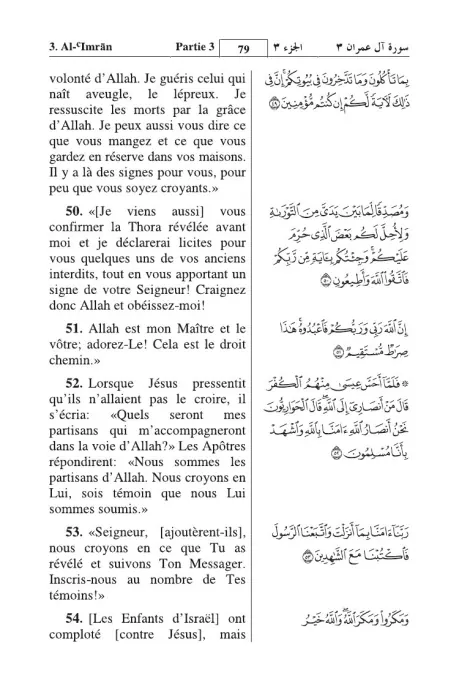 3. Al-ᶜImrān Partie 3 79 الجزء ٣ سورة آل عمران ٣
volonté d’Allah. Je guéris celui qui
naît aveugle, le lépreux. Je
ressuscite les morts par la grâce
d’Allah. Je peux aussi vous dire ce
que vous mangez et ce que vous
gardez en réserve dans vos maisons.
Il y a là des signes pour vous, pour
peu que vous soyez croyants.»
50. «[Je viens aussi] vous
confirmer la Thora révélée avant
moi et je déclarerai licites pour
vous quelques uns de vos anciens
interdits, tout en vous apportant un
signe de votre Seigneur! Craignez
donc Allah et obéissez-moi!
51. Allah est mon Maître et le
vôtre; adorez-Le! Cela est le droit
chemin.»
52. Lorsque Jésus pressentit
qu’ils n’allaient pas le croire, il
s’écria: «Quels seront mes
partisans qui m’accompagneront
dans la voie d’Allah?» Les Apôtres
répondirent: «Nous sommes les
partisans d’Allah. Nous croyons en
Lui, sois témoin que nous Lui
sommes soumis.»
53. «Seigneur, [ajoutèrent-ils],
nous croyons en ce que Tu as
révélé et suivons Ton Messager.
Inscris-nous au nombre de Tes
témoins!»
54. [Les Enfants d’Israël] ont
comploté [contre Jésus], mais
بِمَا تَأْكُلُونَ وَمَا تَدَّخِرُونَ فِي بُيُوتِكُمْ إِنَّ فِي
ذَٰلِكَ لَآيَةً لَّكُمْ إِن كُنتُم مُّؤْمِنِينَ ٤٩
وَمُصَدِّقًا لِّمَا بَيْنَ يَدَيَّ مِنَ التَّوْرَىٰةِ
وَلِأُحِلَّ لَكُم بَعْضَ الَّذِي حُرِّمَ
عَلَيْكُمْ وَجِئْتُكُم بِآيَةٍ مِّن رَّبِّكُمْ
فَاتَّقُوا اللَّهَ وَأَطِيعُونِ ٥٠
إِنَّ اللَّهَ رَبِّي وَرَبُّكُمْ فَاعْبُدُوهُ هَٰذَا
صِرَٰطٌ مُّسْتَقِيمٌ ٥١
۞ فَلَمَّا أَحَسَّ عِيسَىٰ مِنْهُمُ الْكُفْرَ
قَالَ مَنْ أَنصَارِي إِلَى اللَّهِ قَالَ الْحَوَارِيُّونَ
نَحْنُ أَنصَارُ اللَّهِ ءَامَنَّا بِاللَّهِ وَاشْهَدْ
بِأَنَّا مُسْلِمُونَ ٥٢
رَبَّنَا ءَامَنَّا بِمَا أَنزَلْتَ وَاتَّبَعْنَا الرَّسُولَ
فَاكْتُبْنَا مَعَ الشَّٰهِدِينَ ٥٣
وَمَكَرُوا وَمَكَرَ اللَّهُ وَاللَّهُ خَيْرُ